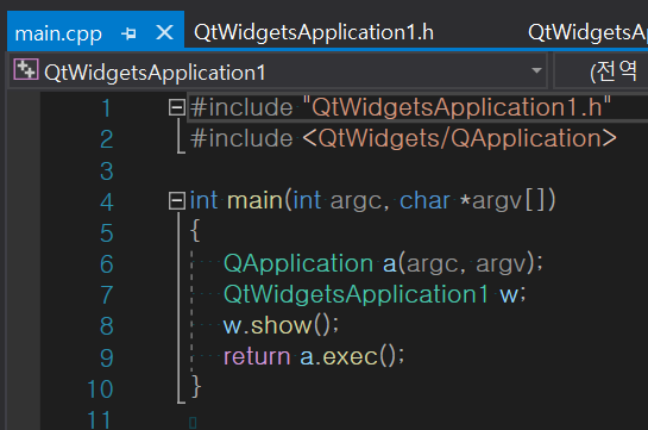 main.cpp QtWidgetsApplication1.h
QtWidgetsApplication1 (전역
1 #include "QtWidgetsApplication1.h"
2 #include <QtWidgets/QApplication>
3
4 int main(int argc, char *argv[])
5 {
6 QApplication a(argc, argv);
7 QtWidgetsApplication1 w;
8 w.show();
9 return a.exec();
10 }
11